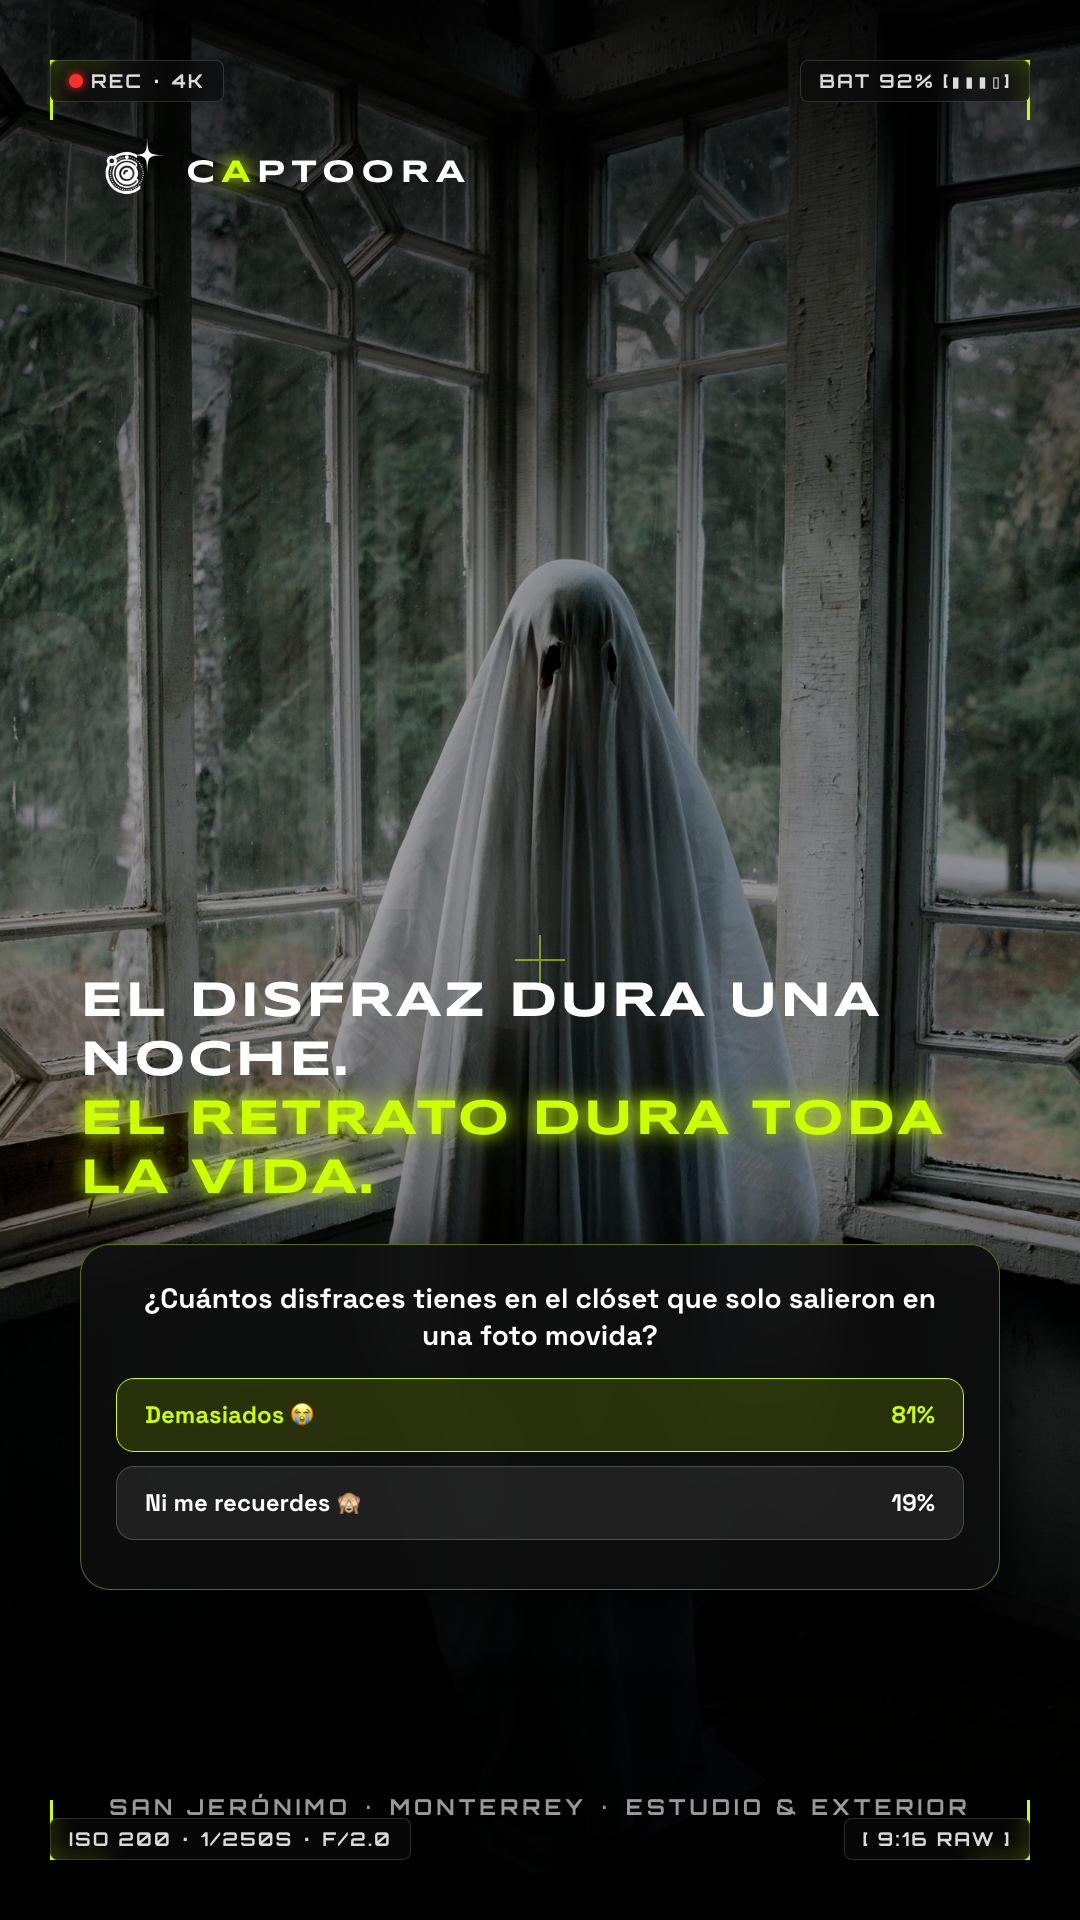 REC · 4K
BAT 92% [▮▮▮▯]
CAPTOORA
EL DISFRAZ DURA UNA
NOCHE.
EL RETRATO DURA TODA
LA VIDA.
¿Cuántos disfraces tienes en el clóset que solo salieron en
una foto movida?
Demasiados 😭 81%
Ni me recuerdes 🙈 19%
SAN JERÓNIMO · MONTERREY · ESTUDIO & EXTERIOR
ISO 200 · 1/250S · F/2.0
[ 9:16 RAW ]